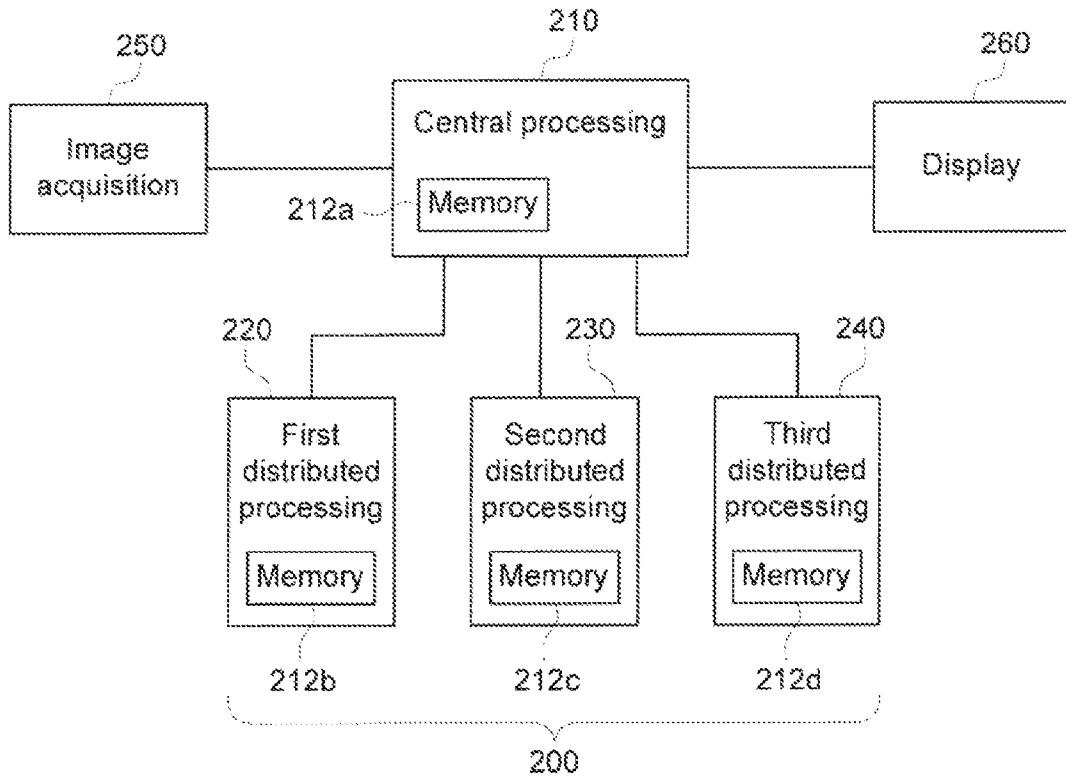 250
210
260
Image
acquisition
Central processing
Display
212a
Memory
220
230
240
First
distributed
processing
Memory
Second
distributed
processing
Memory
Third
distributed
processing
Memory
212b
212c
212d
200